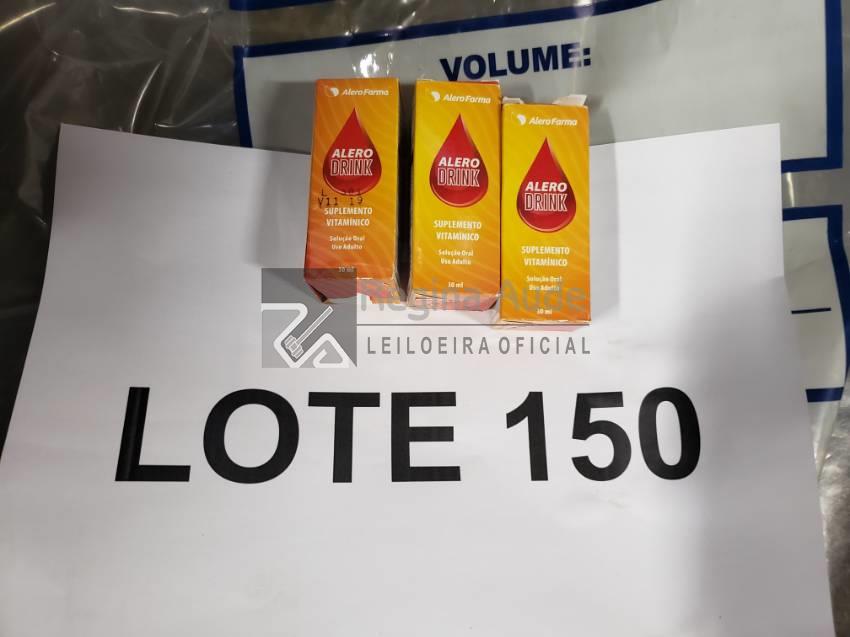 VOLUME:
AleroFarma
ALERO
DRINK
V11 19
SUPLEMENTO
VITAMÍNICO
Solução Oral
Uso Adulto
30 ml
AleroFarma
ALERO
DRINK
SUPLEMENTO
VITAMÍNICO
Solução Oral
Uso Adulto
30 ml
AleroFarma
ALERO
DRINK
SUPLEMENTO
VITAMÍNICO
Solução Oral
Uso Adulto
30 ml
Regina Aude
LEILOEIRA OFICIAL
LOTE 150